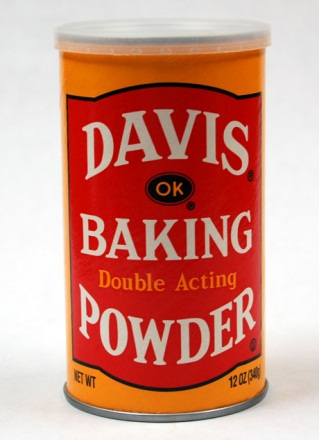 DAVIS®
OK®
BAKING
Double Acting
POWDER®
NET WT 12 OZ (340g)